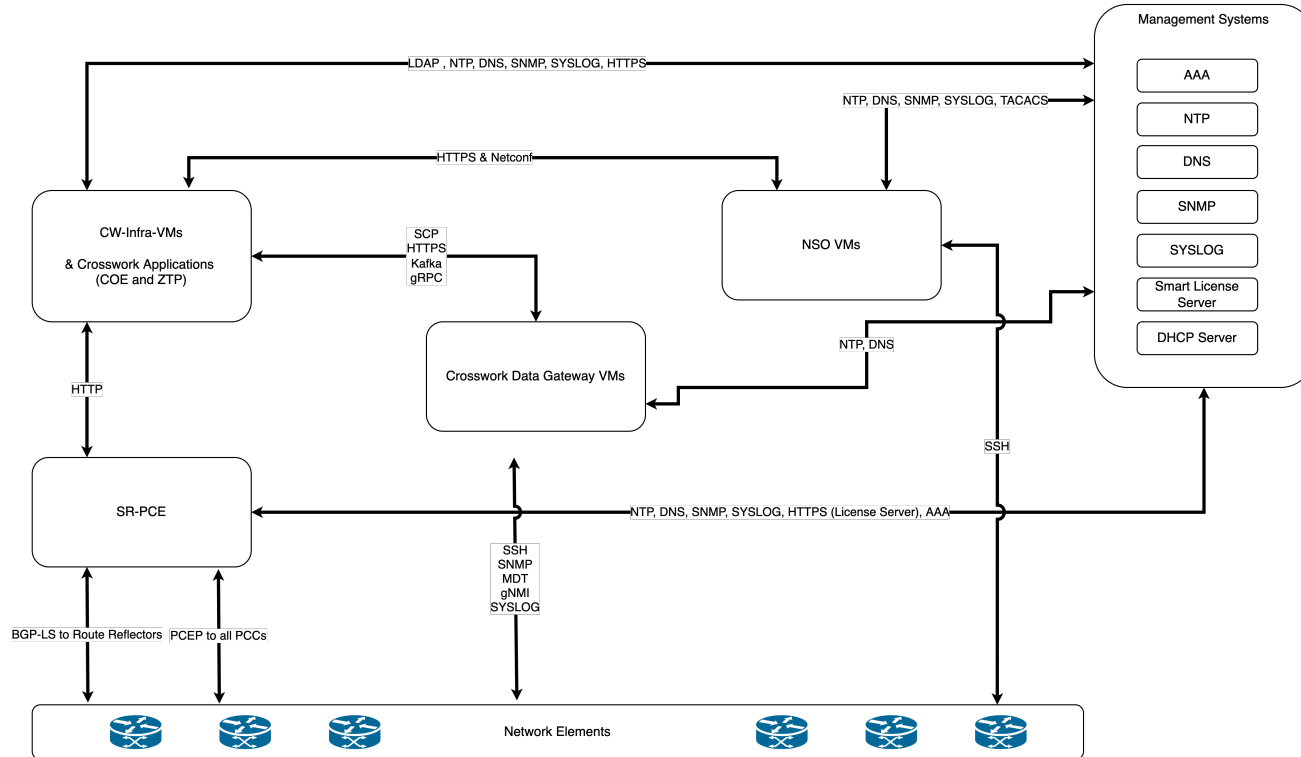 Management Systems
LDAP , NTP, DNS, SNMP, SYSLOG, HTTPS
AAA
NTP, DNS, SNMP, SYSLOG, TACACS
NTP
HTTPS & Netconf
DNS
CW-Infra-VMs
& Crosswork Applications
(COE and ZTP)
SCP
HTTPS
Kafka
gRPC
NSO VMs
SNMP
SYSLOG
Smart License
Server
DHCP Server
NTP, DNS
Crosswork Data Gateway VMs
HTTP
SSH
SR-PCE
NTP, DNS, SNMP, SYSLOG, HTTPS (License Server), AAA
SSH
SNMP
MDT
gNMI
SYSLOG
BGP-LS to Route Reflectors
PCEP to all PCCs
Network Elements